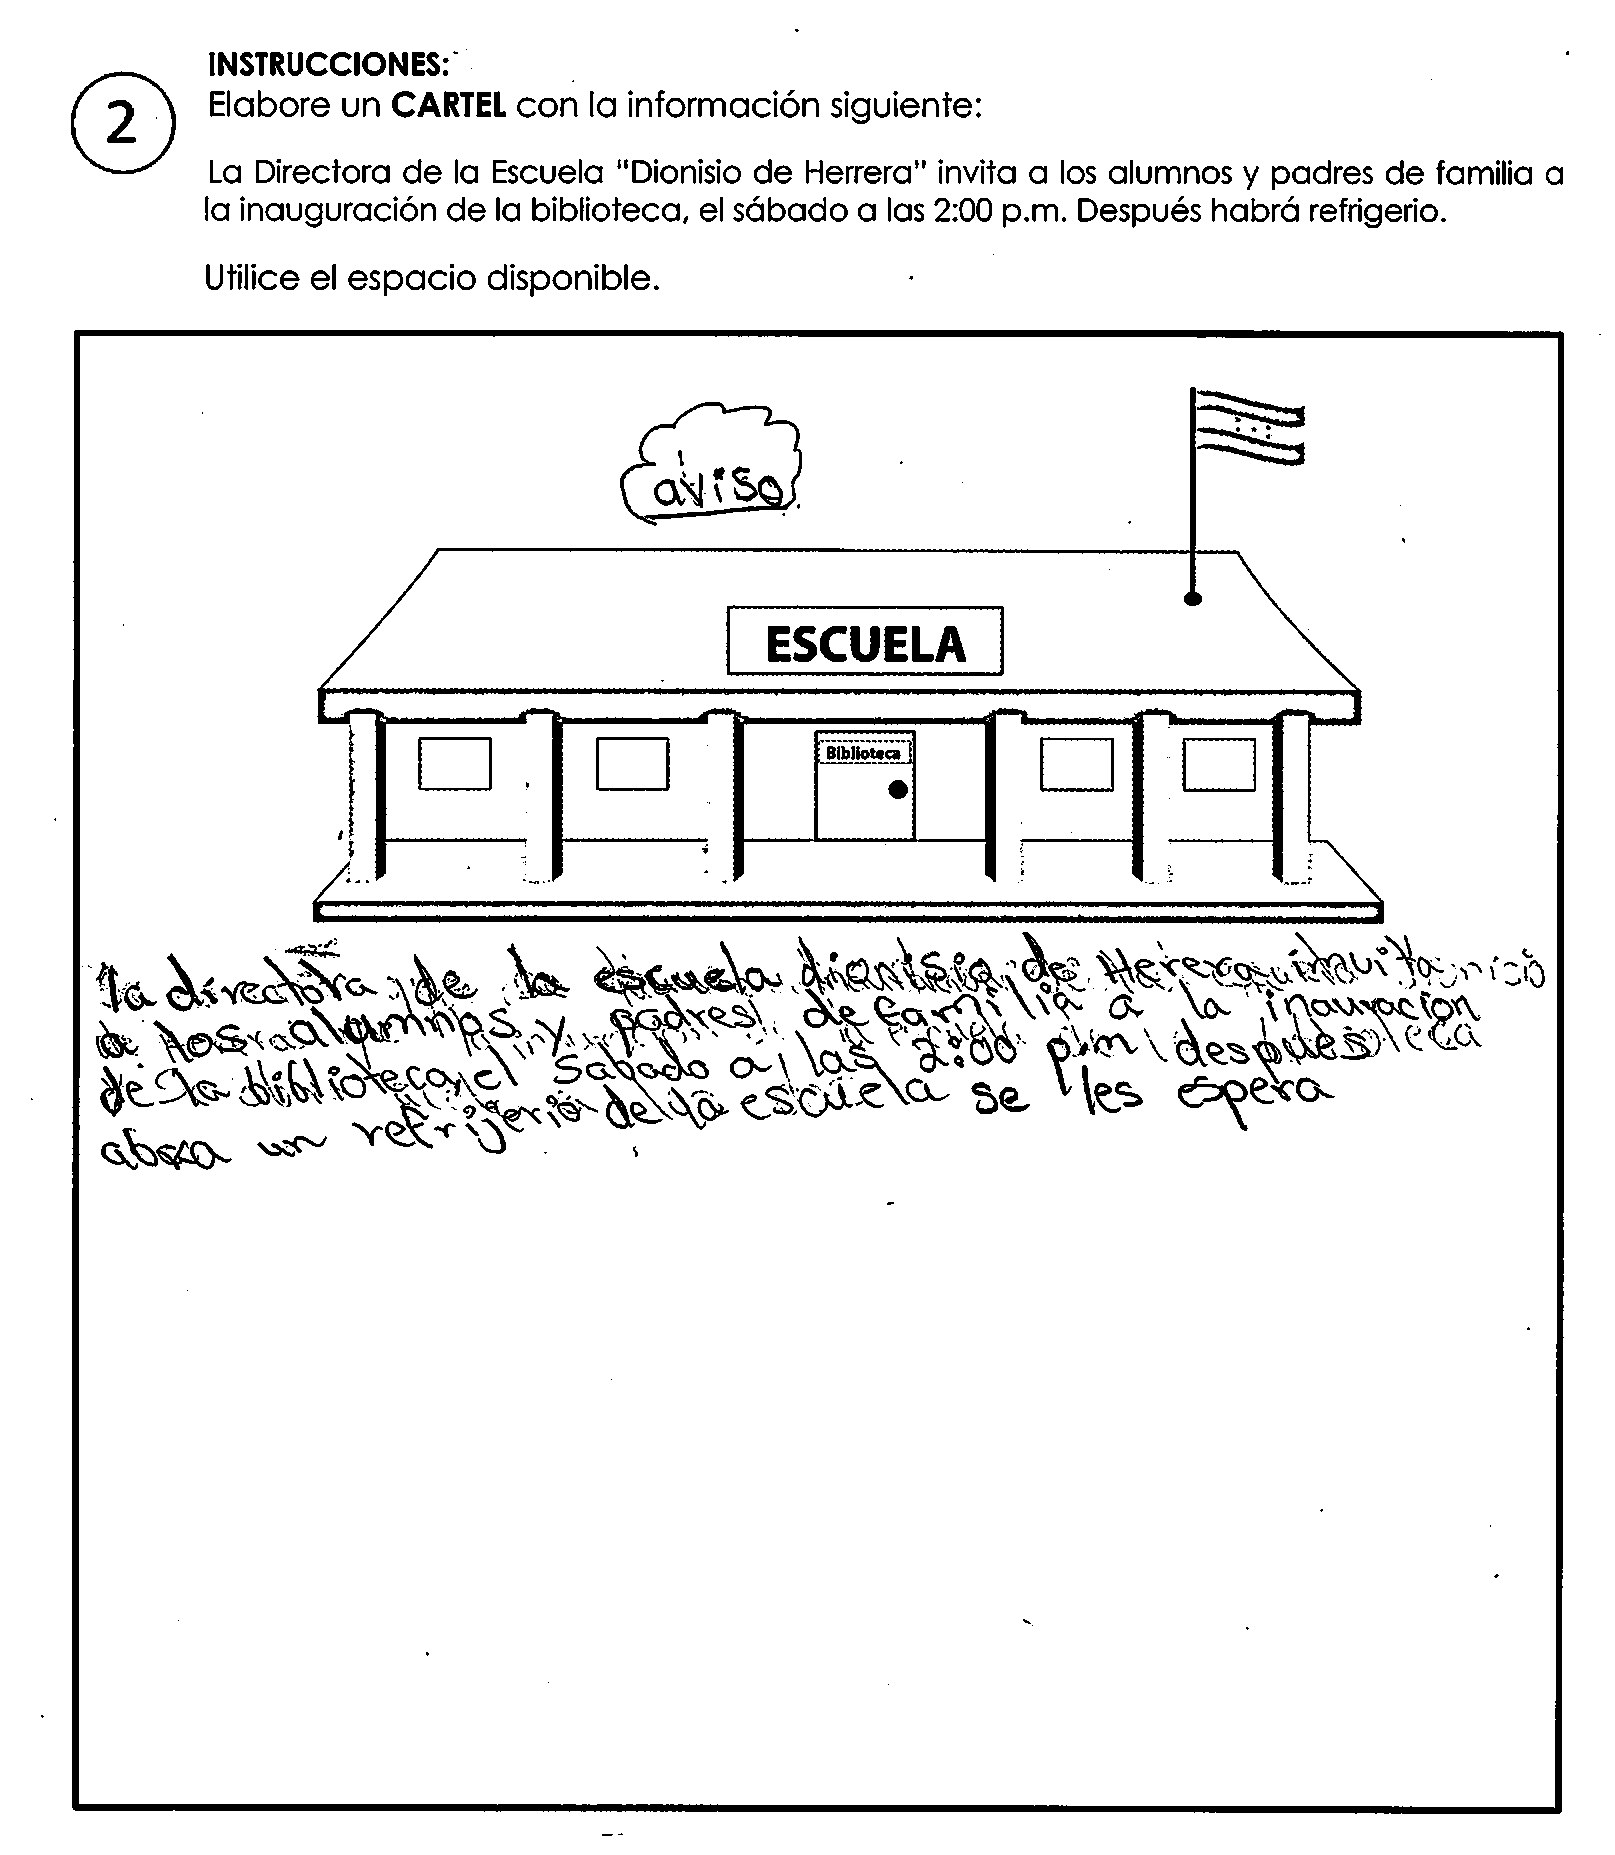 INSTRUCCIONES:
2
Elabore un CARTEL con la información siguiente:
La Directora de la Escuela "Dionisio de Herrera" invita a los alumnos y padres de familia a
la inauguración de la biblioteca, el sábado a las 2:00 p.m. Después habrá refrigerio.
Utilice el espacio disponible.
aviso
ESCUELA
Biblioteca
la directora de la escuela dionisio de Herera invita
a los alumnos y padres de familia a la inauracion
de la biblioteca el sabado a las 2:00 p.m despues
abra un refrijerio de la escuela se les espera